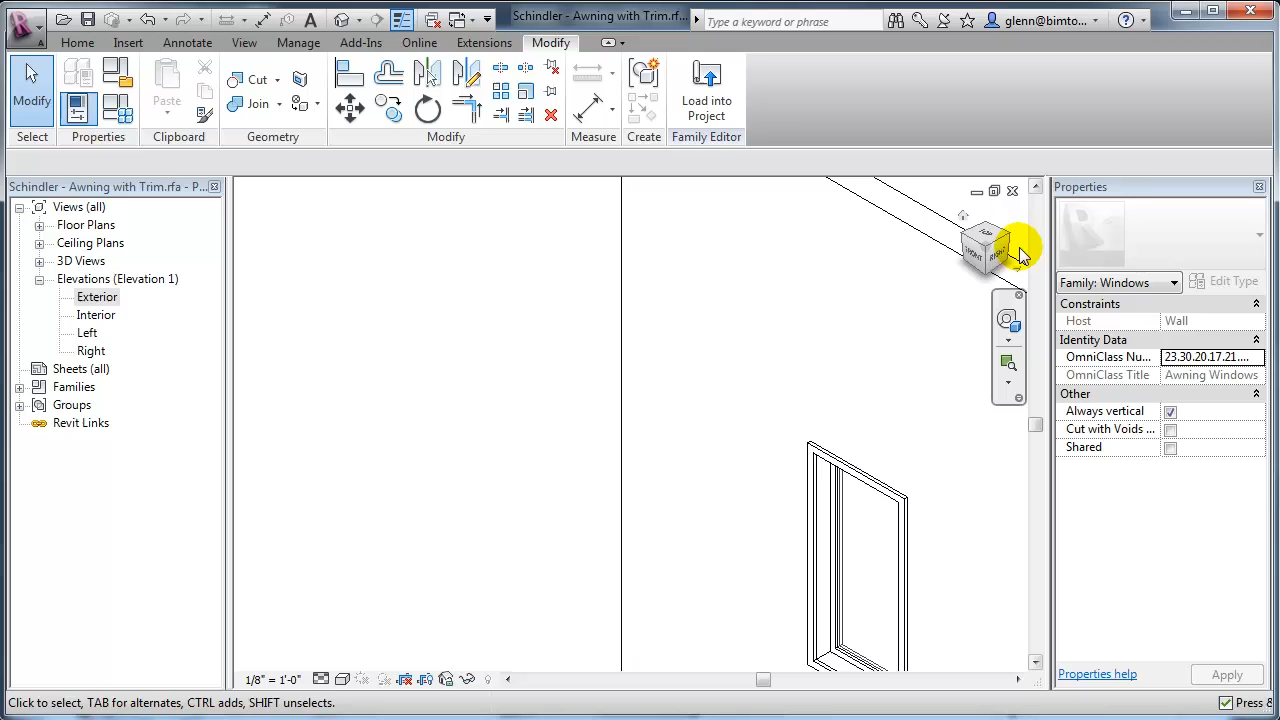 Schindler - Awning with Trim.rf...
Type a keyword or phrase
glenn@bimto...
Home
Insert
Annotate
View
Manage
Add-Ins
Online
Extensions
Modify
Modify
Cut
Join
Paste
Load into
Project
Select
Properties
Clipboard
Geometry
Modify
Measure
Create
Family Editor
Schindler - Awning with Trim.rfa - P...
Views (all)
Floor Plans
Ceiling Plans
3D Views
Elevations (Elevation 1)
Exterior
Interior
Left
Right
Sheets (all)
Families
Groups
Revit Links
TOP
FRONT
RIGHT
Properties
Family: Windows
Edit Type
Constraints
Host
Wall
Identity Data
OmniClass Nu...
23.30.20.17.21....
OmniClass Title
Awning Windows
Other
Always vertical
Cut with Voids ...
Shared
Properties help
Apply
1/8" = 1'-0"
Click to select, TAB for alternates, CTRL adds, SHIFT unselects.
Press &